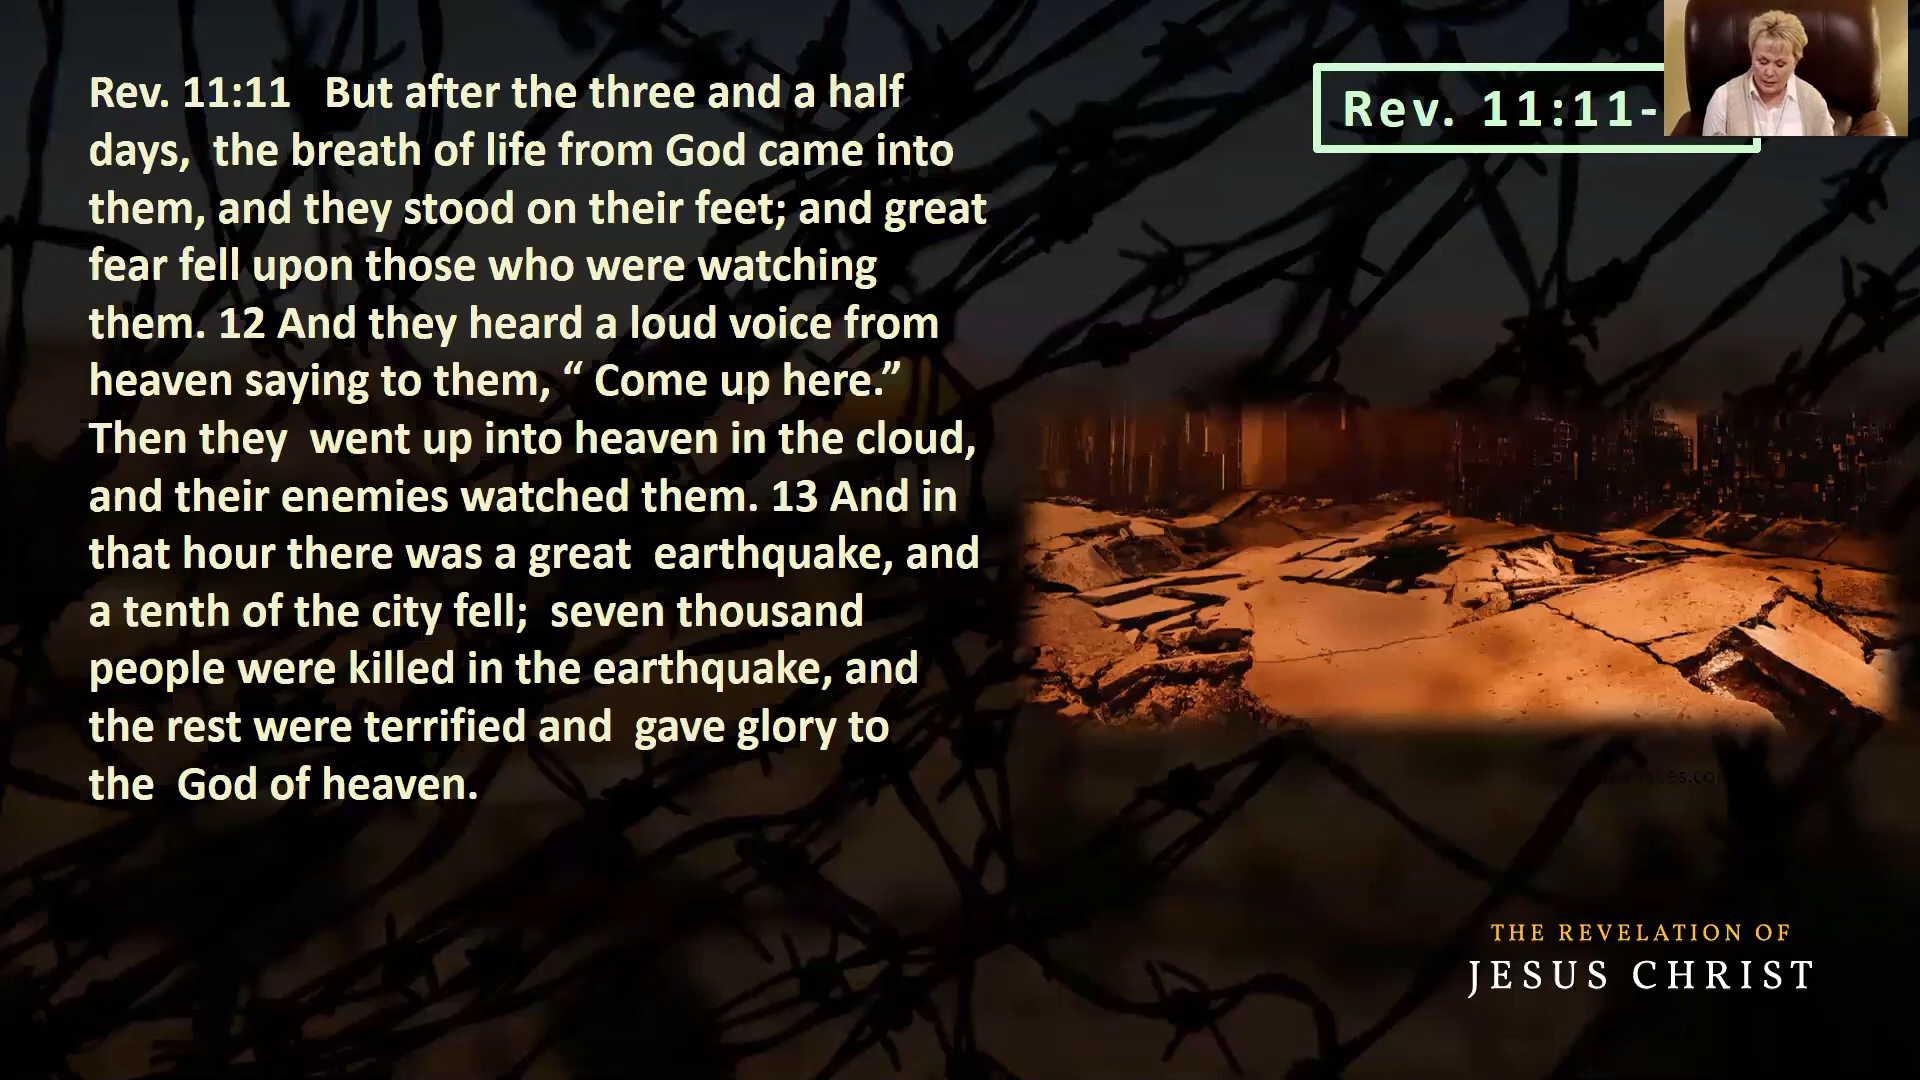 Rev. 11:11   But after the three and a half
days,  the breath of life from God came into
them, and they stood on their feet; and great
fear fell upon those who were watching
them. 12 And they heard a loud voice from
heaven saying to them, “ Come up here.”
Then they  went up into heaven in the cloud,
and their enemies watched them. 13 And in
that hour there was a great  earthquake, and
a tenth of the city fell;  seven thousand
people were killed in the earthquake, and
the rest were terrified and  gave glory to
the  God of heaven.
Rev. 11:11-
THE REVELATION OF
JESUS CHRIST